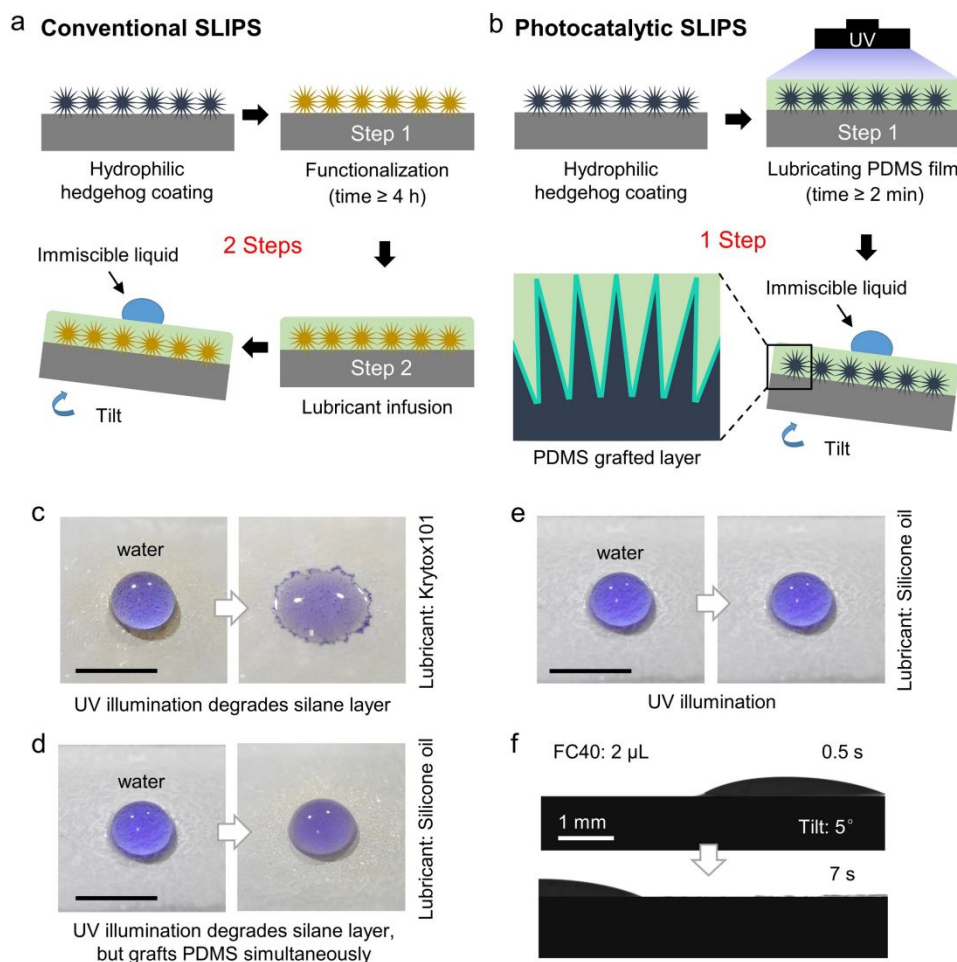 a Conventional SLIPS
Step 1
Hydrophilic
hedgehog coating
Functionalization
(time ≥ 4 h)
2 Steps
Immiscible liquid
Step 2
Tilt
Lubricant infusion
b Photocatalytic SLIPS
UV
Step 1
Hydrophilic
hedgehog coating
Lubricating PDMS film
(time ≥ 2 min)
1 Step
Immiscible liquid
Tilt
PDMS grafted layer
c
water
Lubricant: Krytox101
UV illumination degrades silane layer
d
water
Lubricant: Silicone oil
UV illumination degrades silane layer,
but grafts PDMS simultaneously
e
Lubricant: Silicone oil
UV illumination
f
FC40: 2 µL
0.5 s
1 mm
Tilt: 5°
7 s